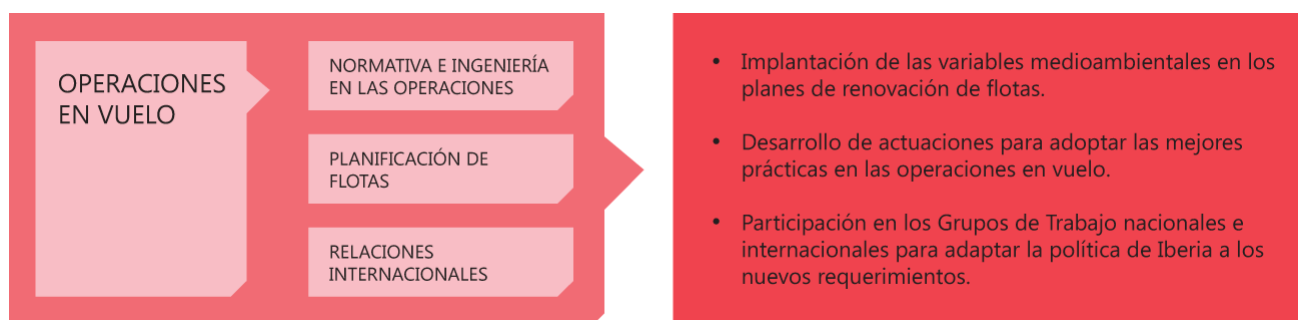 OPERACIONES
EN VUELO
NORMATIVA E INGENIERÍA
EN LAS OPERACIONES
PLANIFICACIÓN DE
FLOTAS
RELACIONES
INTERNACIONALES
• Implantación de las variables medioambientales en los
planes de renovación de flotas.
• Desarrollo de actuaciones para adoptar las mejores
prácticas en las operaciones en vuelo.
• Participación en los Grupos de Trabajo nacionales e
internacionales para adaptar la política de Iberia a los
nuevos requerimientos.